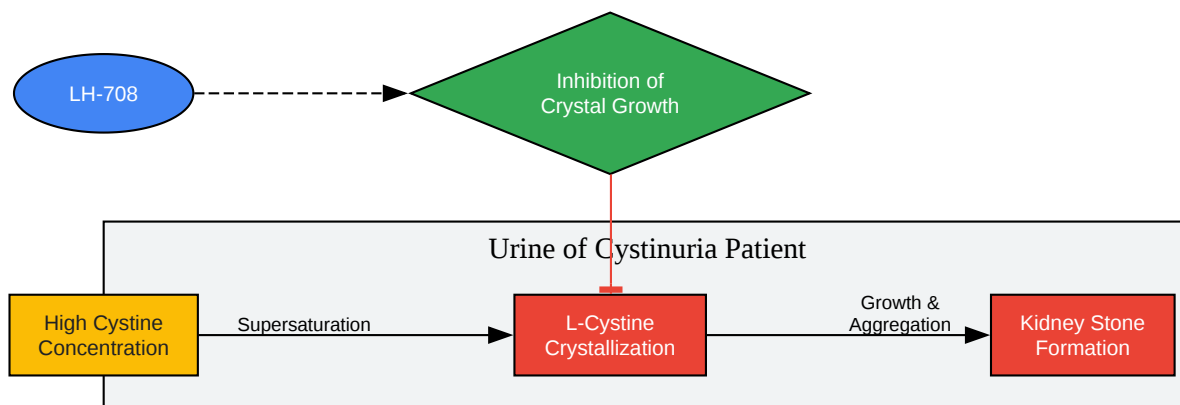 LH-708
Inhibition of
Crystal Growth
Urine of Cystinuria Patient
High Cystine
Concentration
Supersaturation
L-Cystine
Crystallization
Growth &
Aggregation
Kidney Stone
Formation